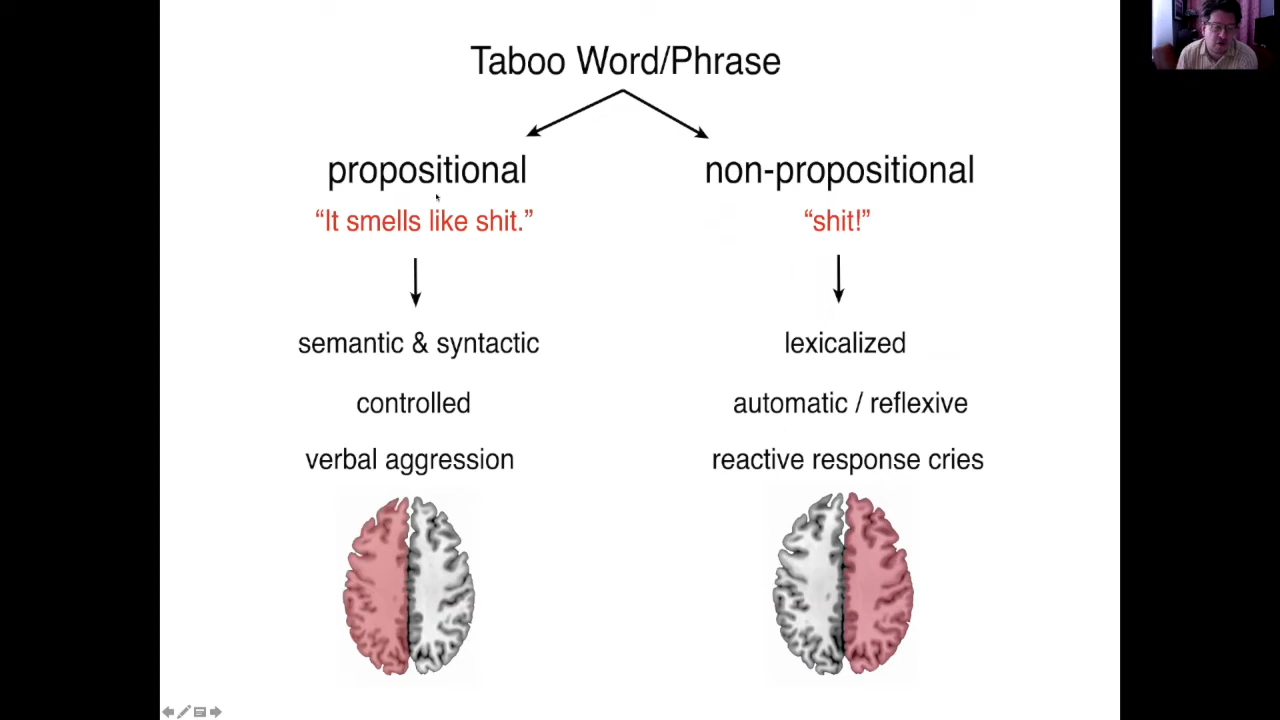 Taboo Word/Phrase
propositional
non-propositional
“It smells like shit.”
“shit!”
semantic & syntactic
lexicalized
controlled
automatic / reflexive
verbal aggression
reactive response cries